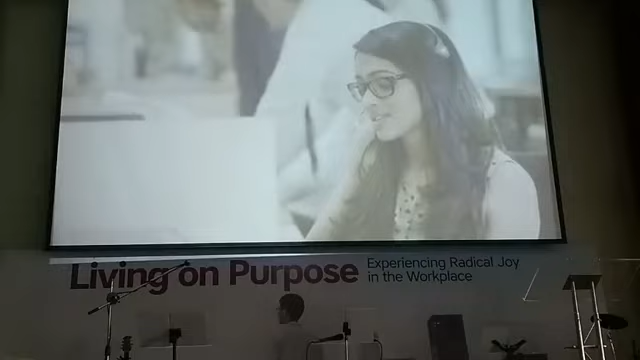 Living on Purpose
Experiencing Radical Joy
in the Workplace